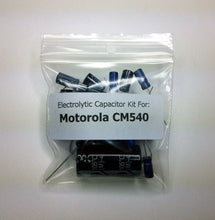 Electrolytic Capacitor Kit For:
Motorola CM540